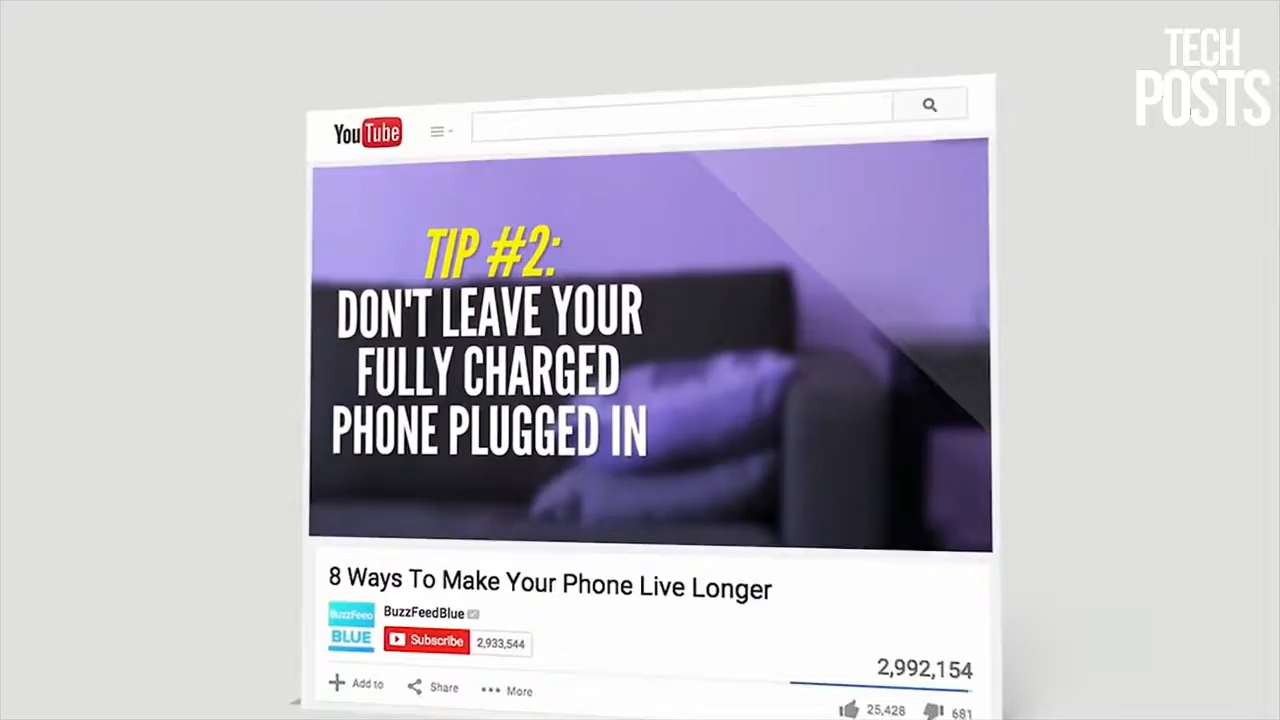 TECH
POSTS
YouTube
TIP #2:
DON'T LEAVE YOUR
FULLY CHARGED
PHONE PLUGGED IN
8 Ways To Make Your Phone Live Longer
BuzzFeed
BLUE
BuzzFeedBlue
Subscribe 2,933,544
2,992,154
Add to Share More
25,428 681